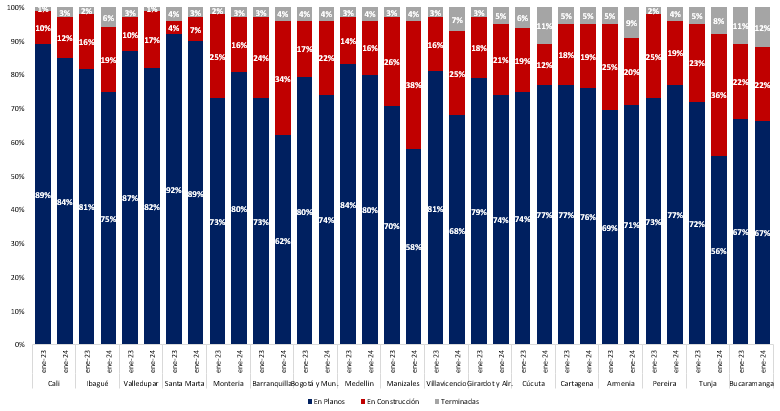 100%
90%
80%
70%
60%
50%
40%
30%
20%
10%
0%
1% 3% 2% 6% 3% 1% 4% 3% 2% 3% 3% 4% 4% 4% 3% 4% 3% 4% 3% 7% 3% 5% 6% 11% 5% 5% 5% 9% 2% 4% 5% 8% 11% 12%
10% 12% 16% 19% 10% 17% 4% 7% 25% 16% 24% 34% 17% 22% 14% 16% 26% 38% 16% 25% 18% 21% 19% 12% 18% 19% 25% 20% 25% 19% 23% 36% 22% 22%
89% 84% 81% 75% 87% 82% 92% 89% 73% 80% 73% 62% 80% 74% 84% 80% 70% 58% 81% 68% 79% 74% 74% 77% 77% 76% 69% 71% 73% 77% 72% 56% 67% 67%
ene-23 ene-24 ene-23 ene-24 ene-23 ene-24 ene-23 ene-24 ene-23 ene-24 ene-23 ene-24 ene-23 ene-24 ene-23 ene-24 ene-23 ene-24 ene-23 ene-24 ene-23 ene-24 ene-23 ene-24 ene-23 ene-24 ene-23 ene-24 ene-23 ene-24 ene-23 ene-24 ene-23 ene-24
Cali Ibagué Valledupar Santa Marta Montería Barranquilla Bogotá y Mun. Medellín Manizales Villavicencio Girardot y Alr. Cúcuta Cartagena Armenia Pereira Tunja Bucaramanga
En Planos En Construcción Terminadas